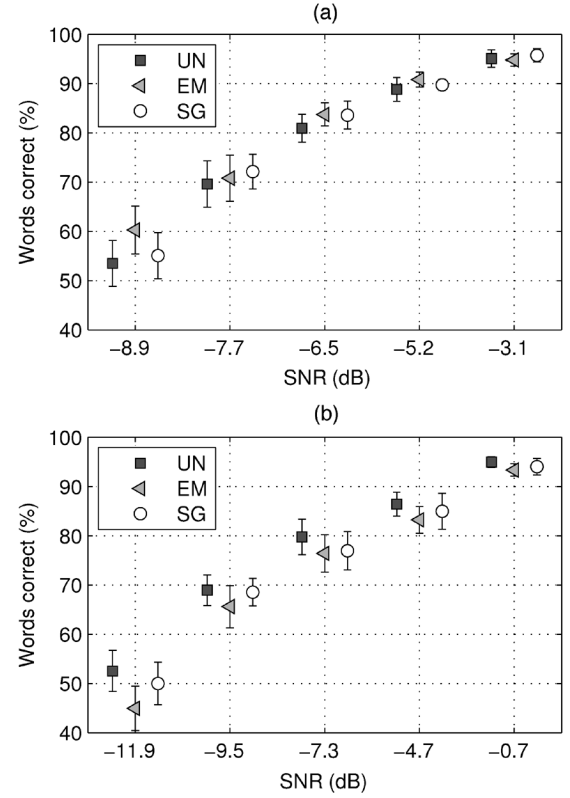 (a)
Words correct (%)
100
90
80
70
60
50
40
UN
EM
SG
−8.9 −7.7 −6.5 −5.2 −3.1
SNR (dB)
(b)
Words correct (%)
100
90
80
70
60
50
40
UN
EM
SG
−11.9 −9.5 −7.3 −4.7 −0.7
SNR (dB)